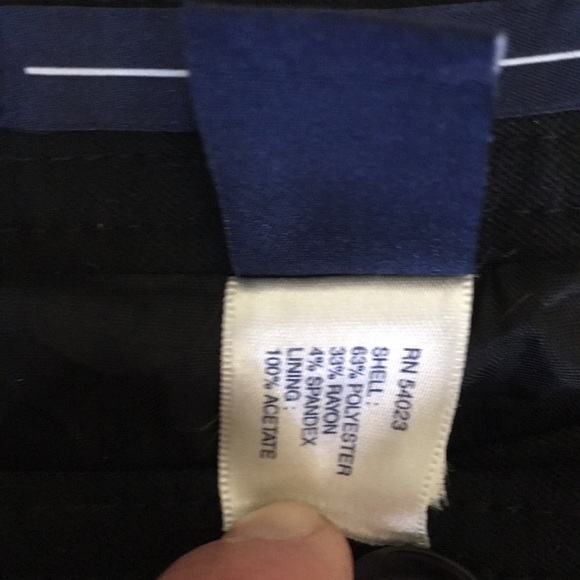 RN 54023
SHELL :
63% POLYESTER
33% RAYON
4% SPANDEX
LINING :
100% ACETATE